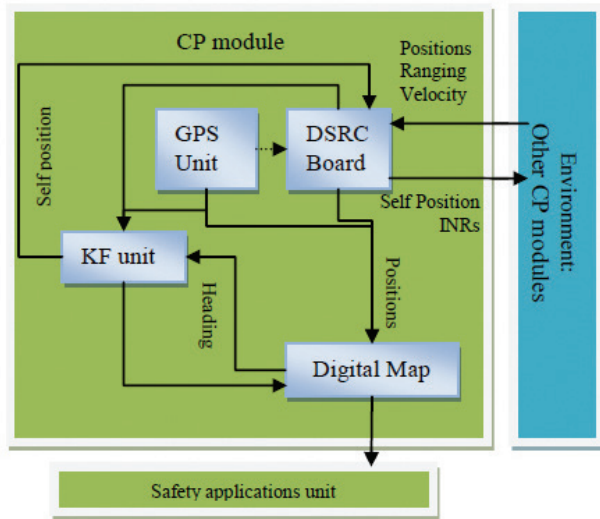 CP module
Positions
Ranging
Velocity
GPS
Unit
DSRC
Board
Self position
Environment:
Other CP modules
Self Position
INRs
KF unit
Heading
Positions
Digital Map
Safety applications unit